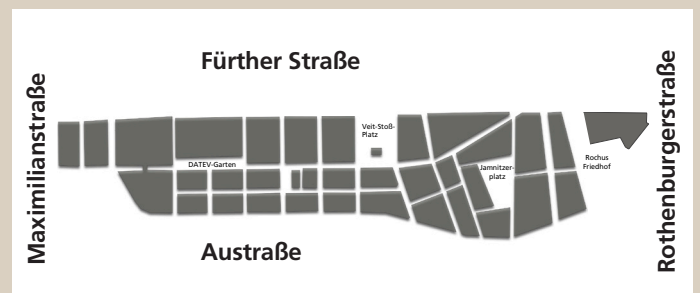 Fürther Straße
Maximilianstraße
Rothenburgerstraße
Veit-Stoß-
Platz
DATEV-Garten
Jamnitzer-
platz
Rochus
Friedhof
Austraße